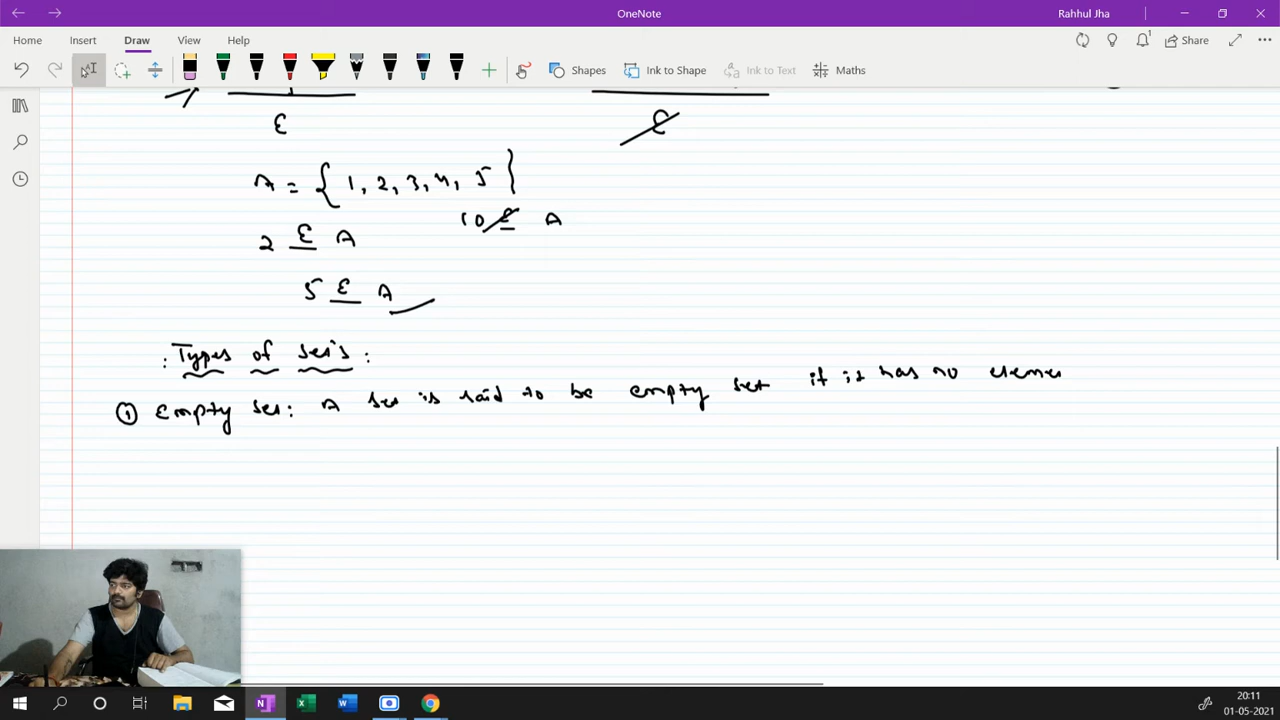 OneNote
Rahhul Jha
Home Insert Draw View Help
Share
Shapes Ink to Shape Ink to Text Maths
ε ε
A = { 1, 2, 3, 4, 5 }
10 ε A
2 ε A
5 ε A
: Types of Set's :
① Empty Set: A Set is said to be empty set if it has no elemen
20:11
01-05-2021